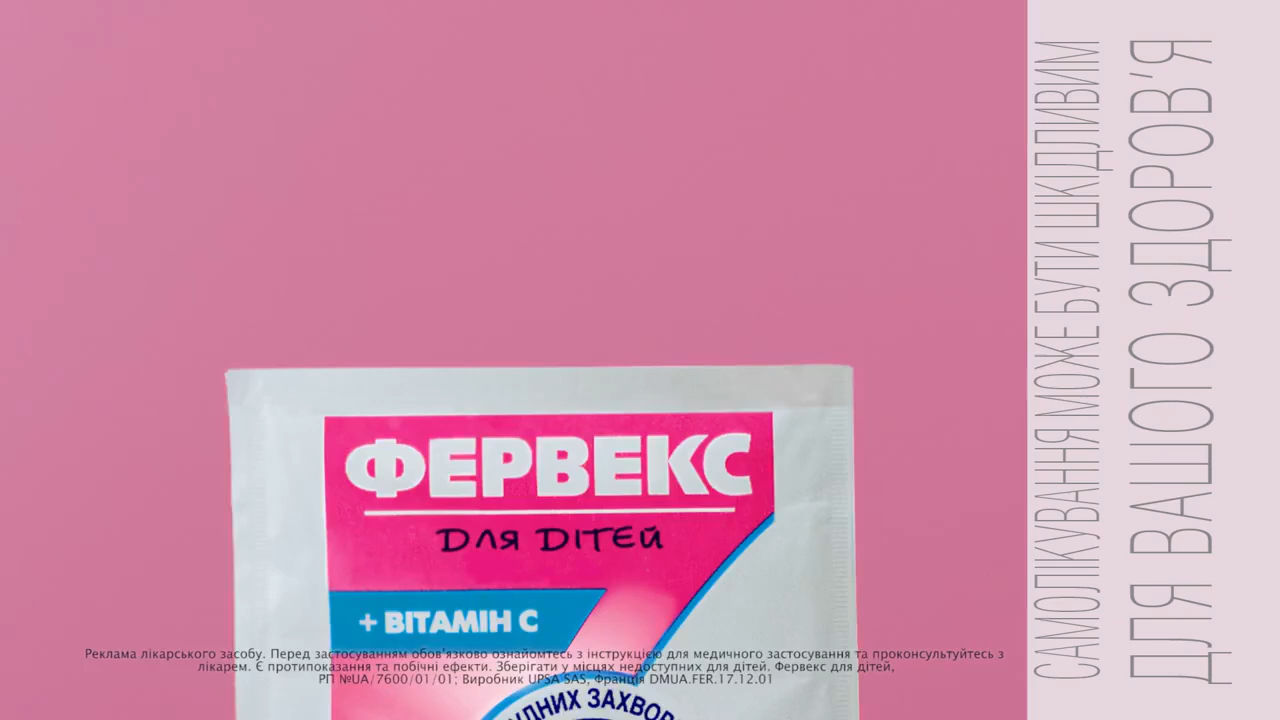 ФЕРВЕКС
ДЛЯ ДІТЕЙ
+ ВІТАМІН С
Реклама лікарського засобу. Перед застосуванням обов'язково ознайомтесь з інструкцією для медичного застосування та проконсультуйтесь з
лікарем. Є протипоказання та побічні ефекти. Зберігати у місцях недоступних для дітей. Фервекс для дітей,
РП №UA/7600/01/01; Виробник UPSA SAS, Франція DMUA.FER.17.12.01
САМОЛІКУВАННЯ МОЖЕ БУТИ ШКІДЛИВИМ
ДЛЯ ВАШОГО ЗДОРОВ'Я